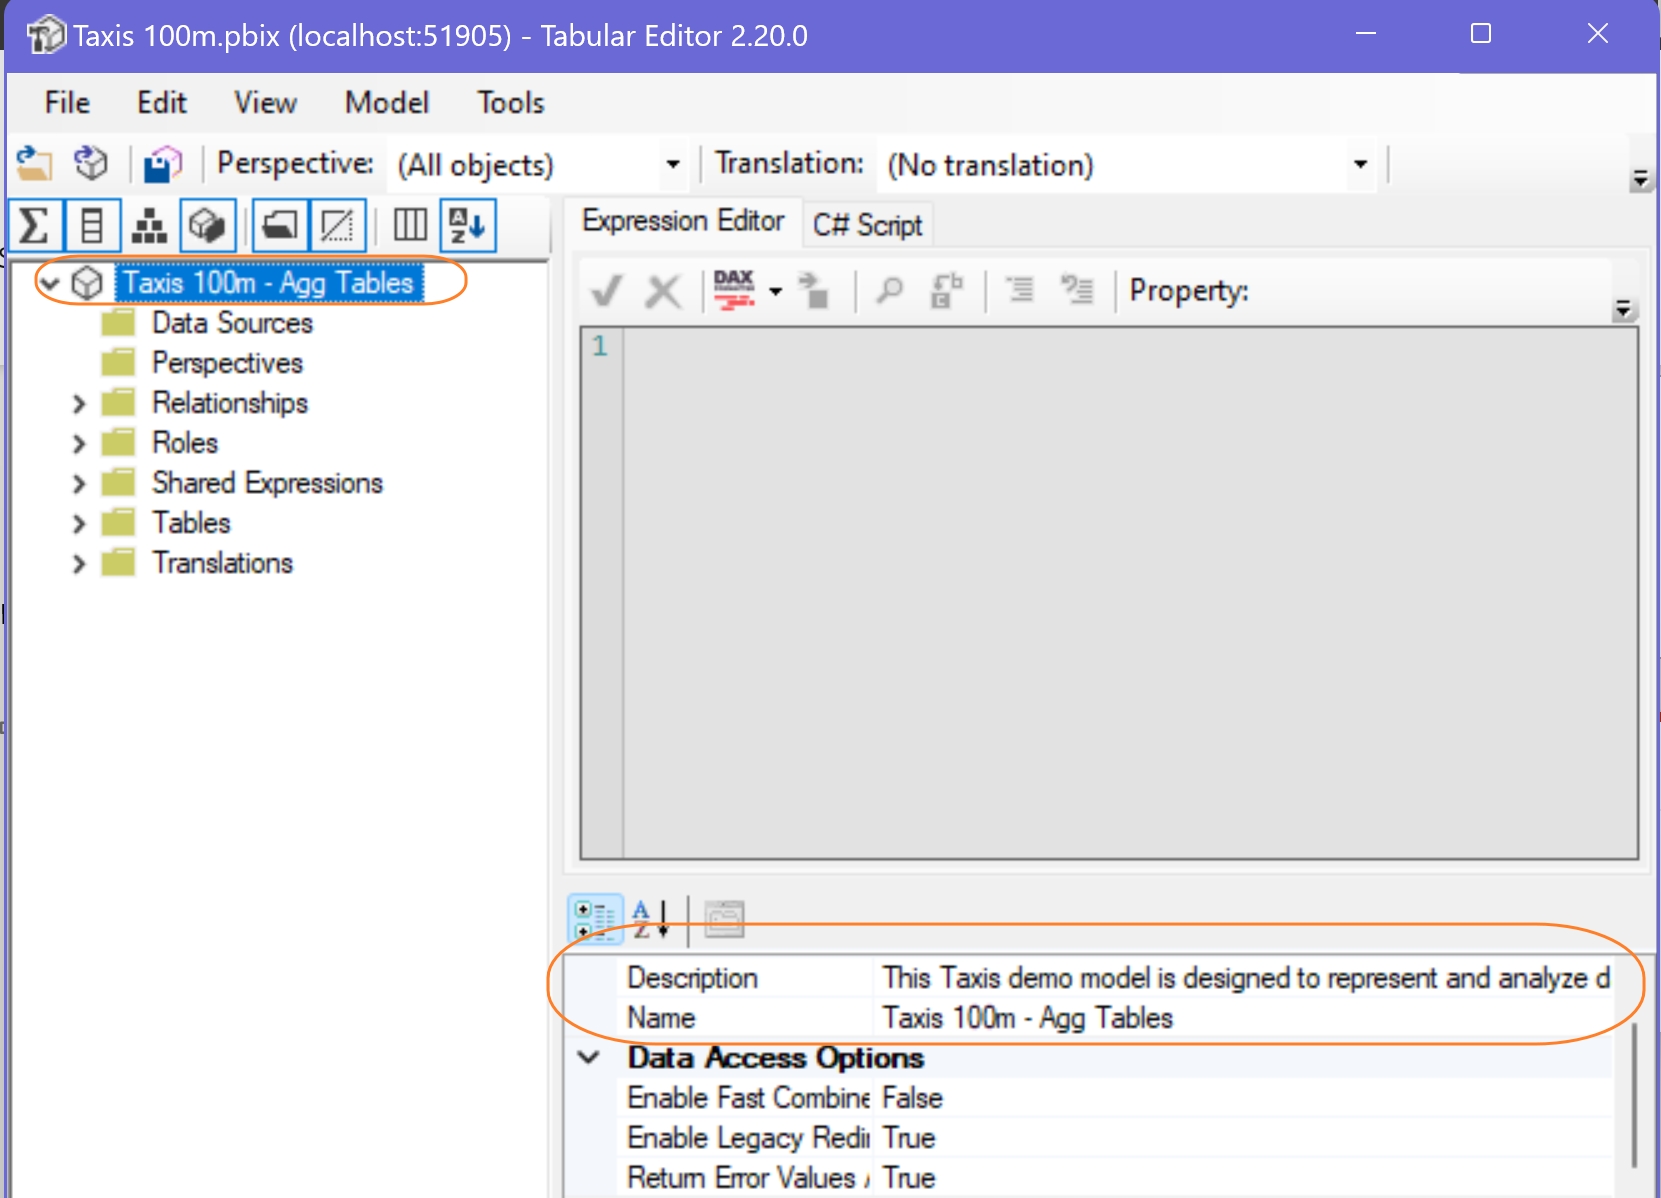 Taxis 100m.pbix (localhost:51905) - Tabular Editor 2.20.0
File Edit View Model Tools
Perspective: (All objects) Translation: (No translation)
Expression Editor C# Script
Taxis 100m - Agg Tables
Data Sources
Perspectives
Relationships
Roles
Shared Expressions
Tables
Translations
DAX Property:
1
Description This Taxis demo model is designed to represent and analyze d
Name Taxis 100m - Agg Tables
Data Access Options
Enable Fast Combine False
Enable Legacy Redir True
Return Error Values True